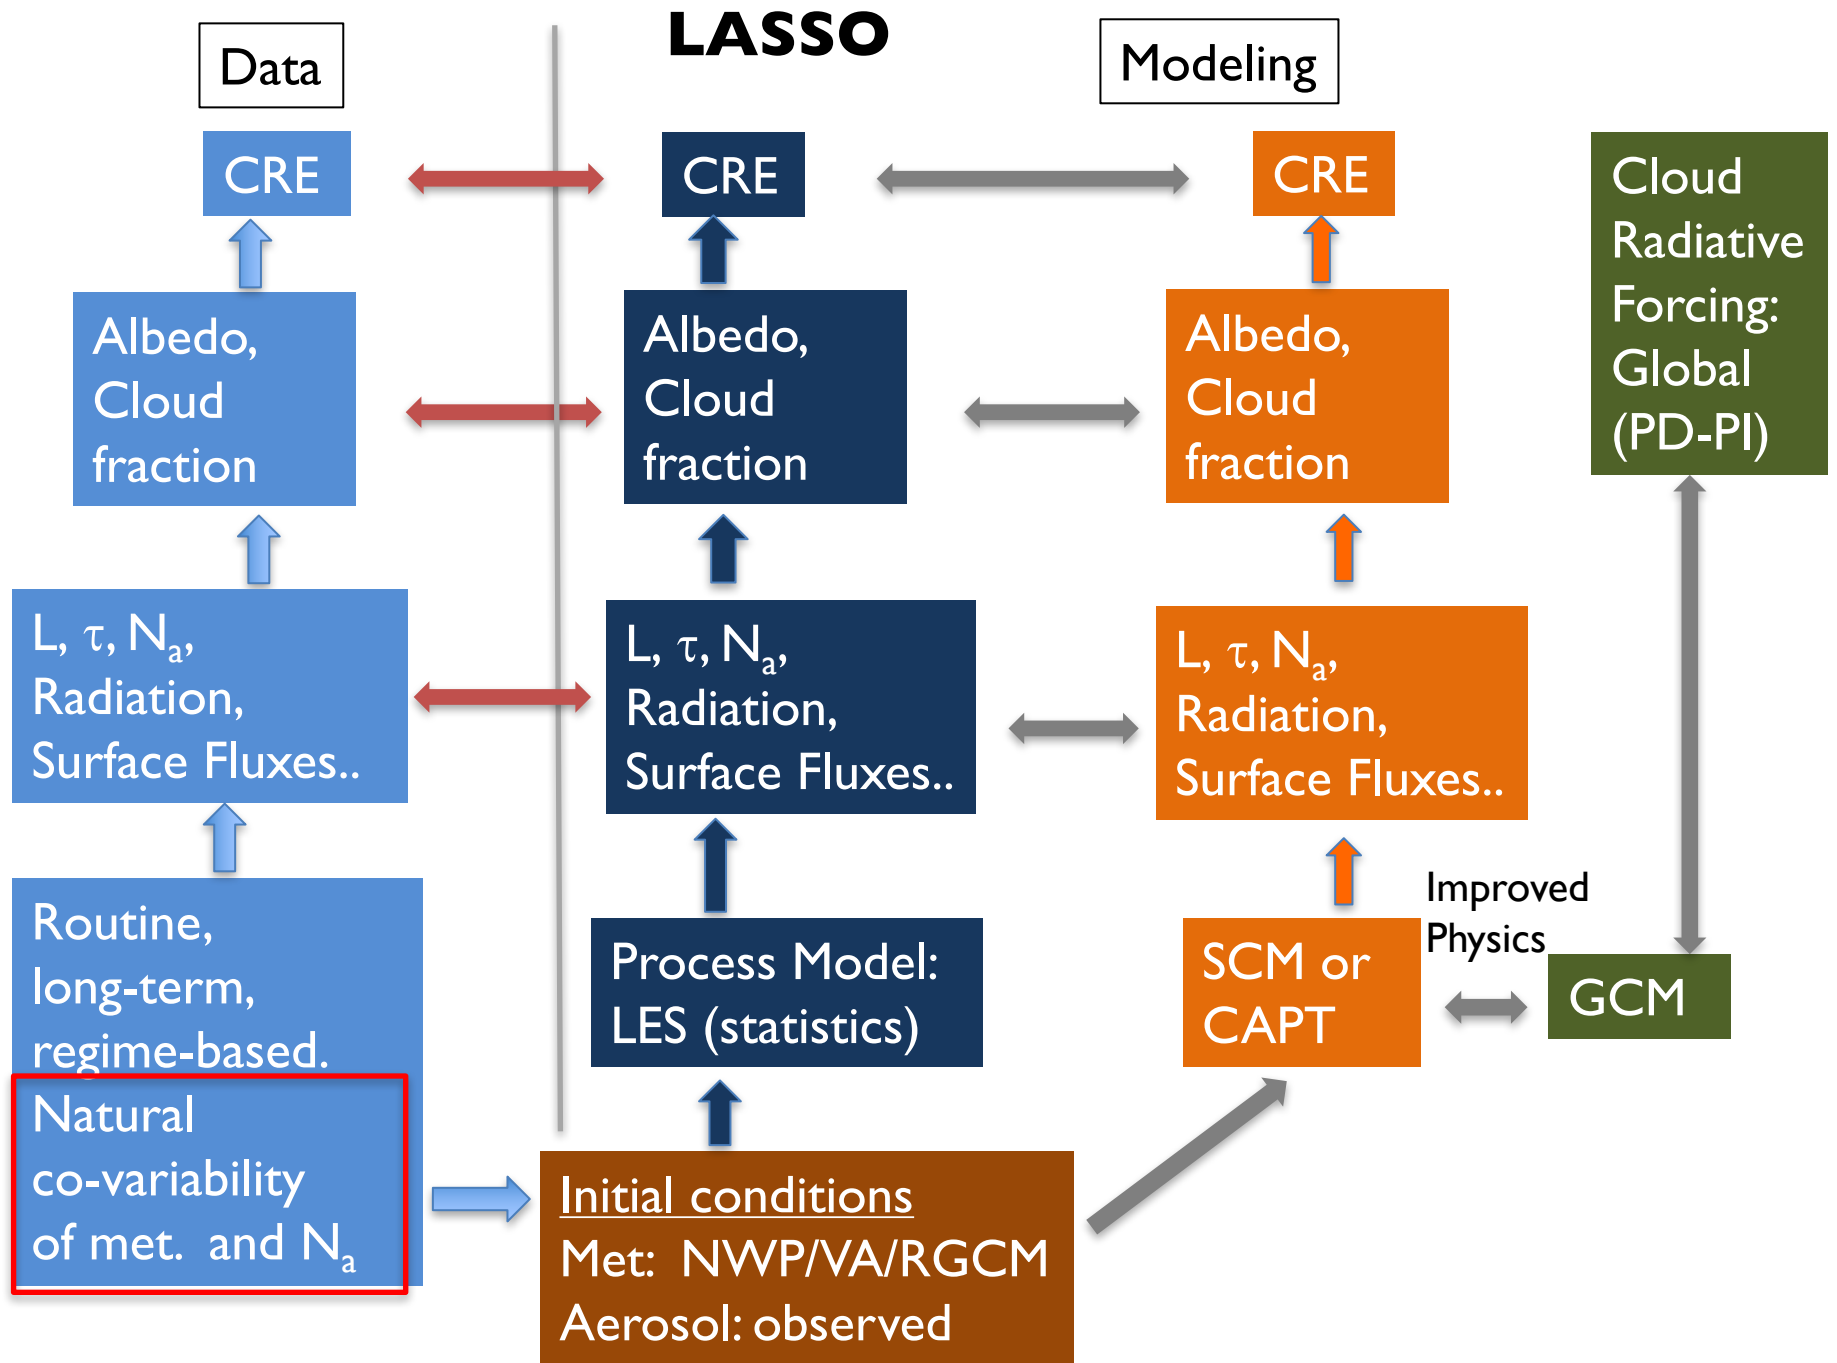 LASSO
Data
Modeling
CRE
Albedo,
Cloud
fraction
L, τ, Nₐ,
Radiation,
Surface Fluxes..
Routine,
long-term,
regime-based.
Natural
co-variability
of met. and Nₐ
CRE
Albedo,
Cloud
fraction
L, τ, Nₐ,
Radiation,
Surface Fluxes..
Process Model:
LES (statistics)
Initial conditions
Met: NWP/VA/RGCM
Aerosol: observed
CRE
Albedo,
Cloud
fraction
L, τ, Nₐ,
Radiation,
Surface Fluxes..
SCM or
CAPT
Improved
Physics
Cloud
Radiative
Forcing:
Global
(PD-PI)
GCM